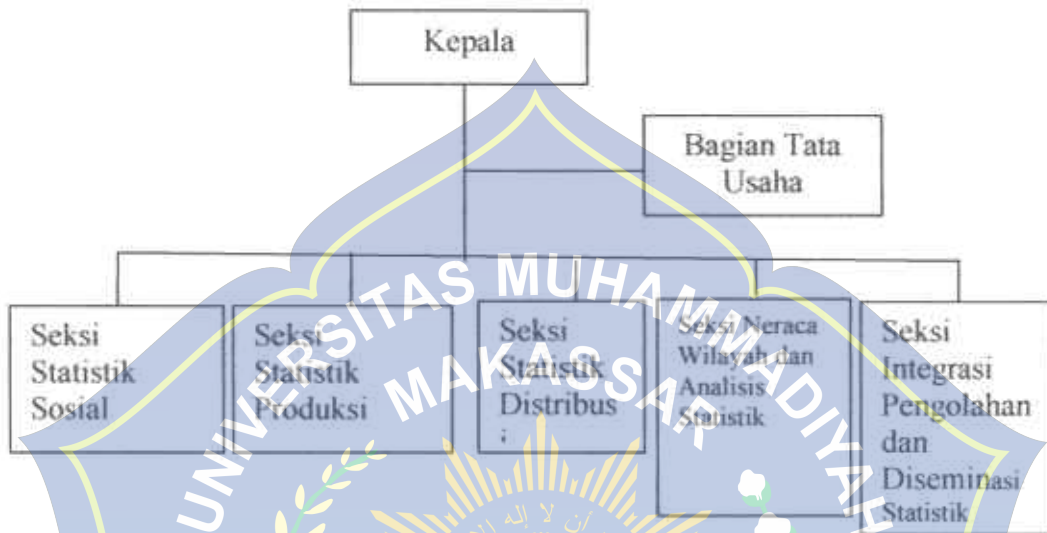 Kepala
Bagian Tata
Usaha
Seksi
Statistik
Sosial
Seksi
Statistik
Produksi
Seksi
Statistik
Distribus
i
Seksi Neraca
Wilayah dan
Analisis
Statistik
Seksi
Integrasi
Pengolahan
dan
Diseminasi
Statistik
UNIVERSITAS MUHAMMADIYAH
MAKASSAR